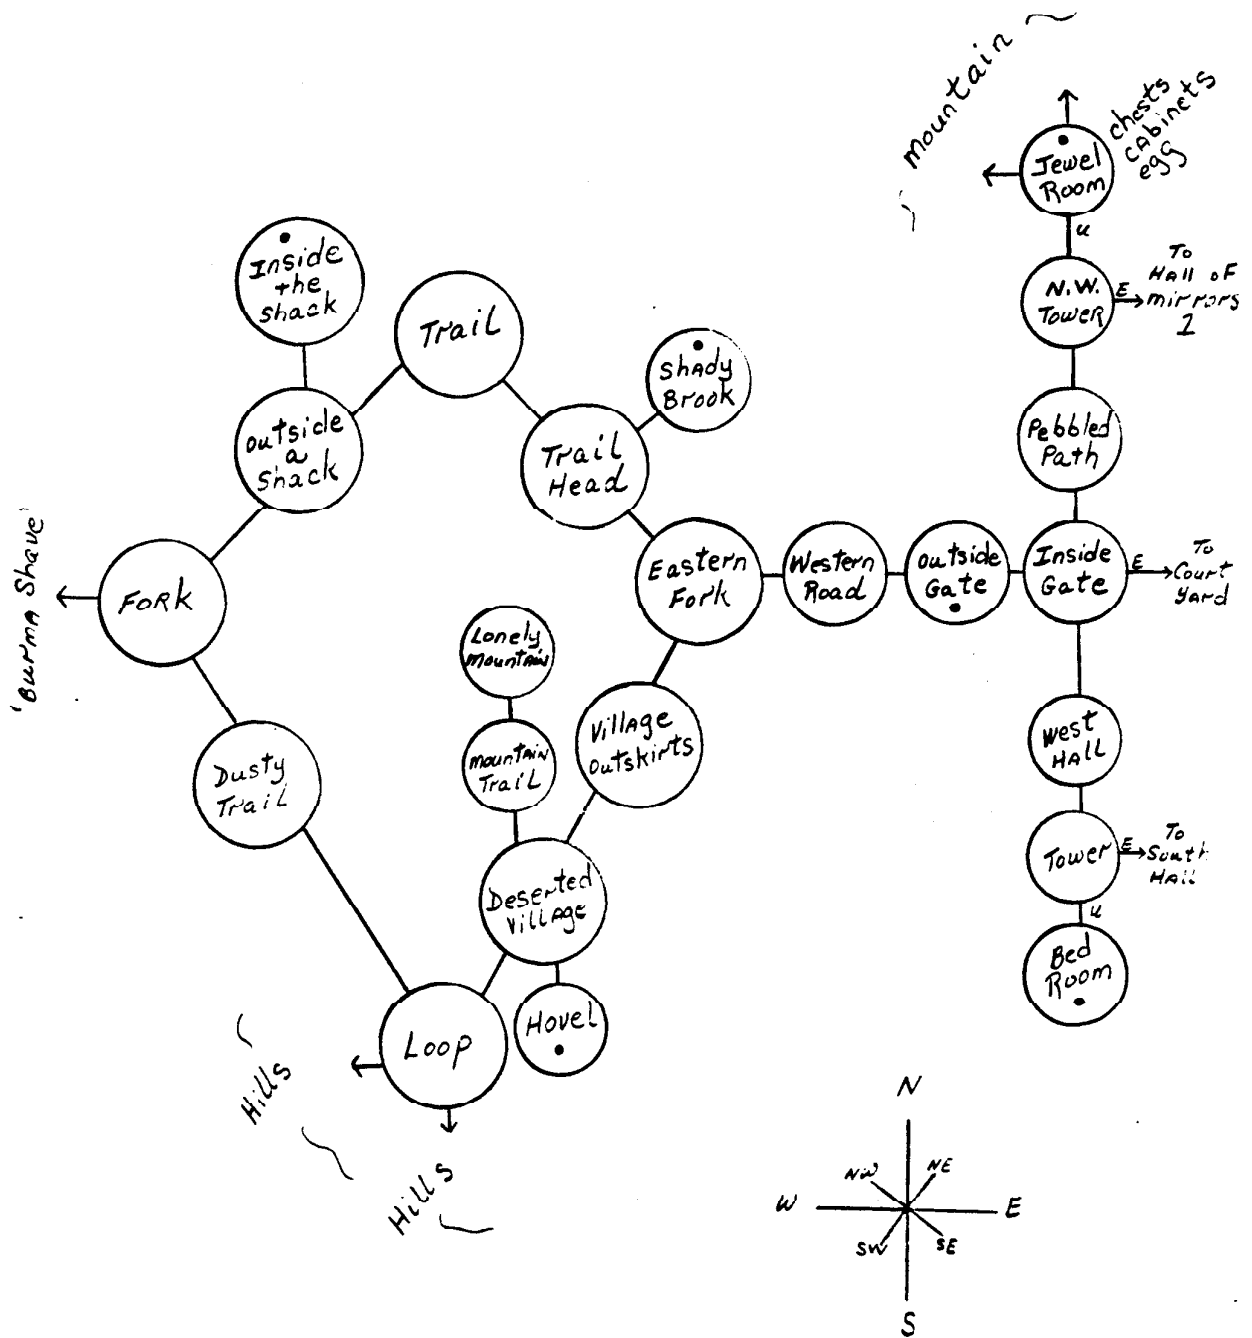 mountain
chests
cabinets
egg
Jewel
Room
u
N.W.
Tower
E
To
Hall of
mirrors
1
Inside
the
shack
Trail
Shady
Brook
Outside
a
Shack
Trail
Head
Pebbled
Path
'Burma Shave'
Fork
Eastern
Fork
Western
Road
Outside
Gate
Inside
Gate
E
To
Court
Yard
Lonely
mountain
mountain
Trail
Village
Outskirts
West
Hall
Dusty
Trail
Deserted
Village
Tower
E
To
South
Hall
u
Bed
Room
Loop
Hovel
Hills
Hills
N
NW
NE
W
E
SW
SE
S